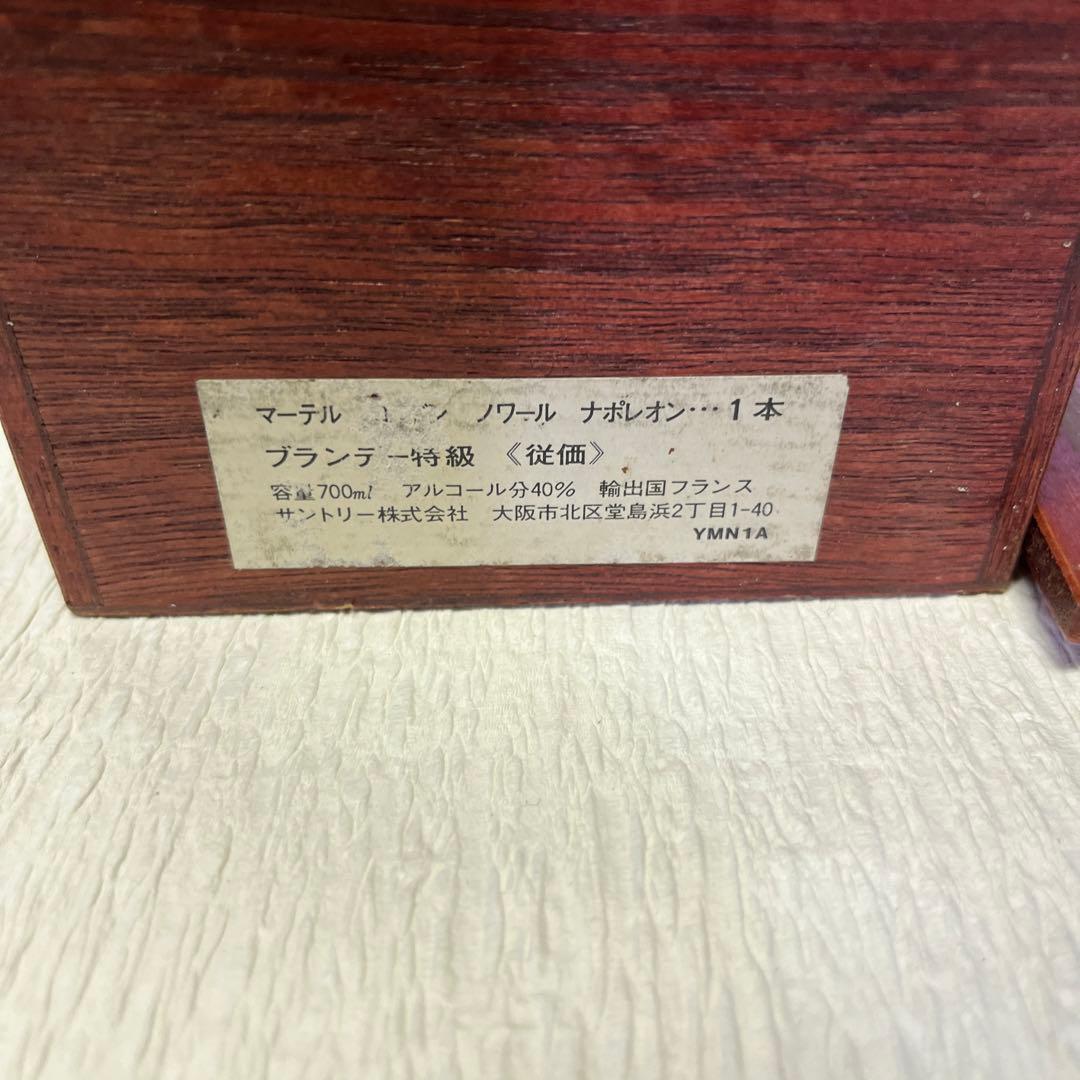 マーテル ノワール ナポレオン…1本
ブランデー特級 《従価》
容量700ml アルコール分40% 輸出国フランス
サントリー株式会社 大阪市北区堂島浜2丁目1-40
YMN1A